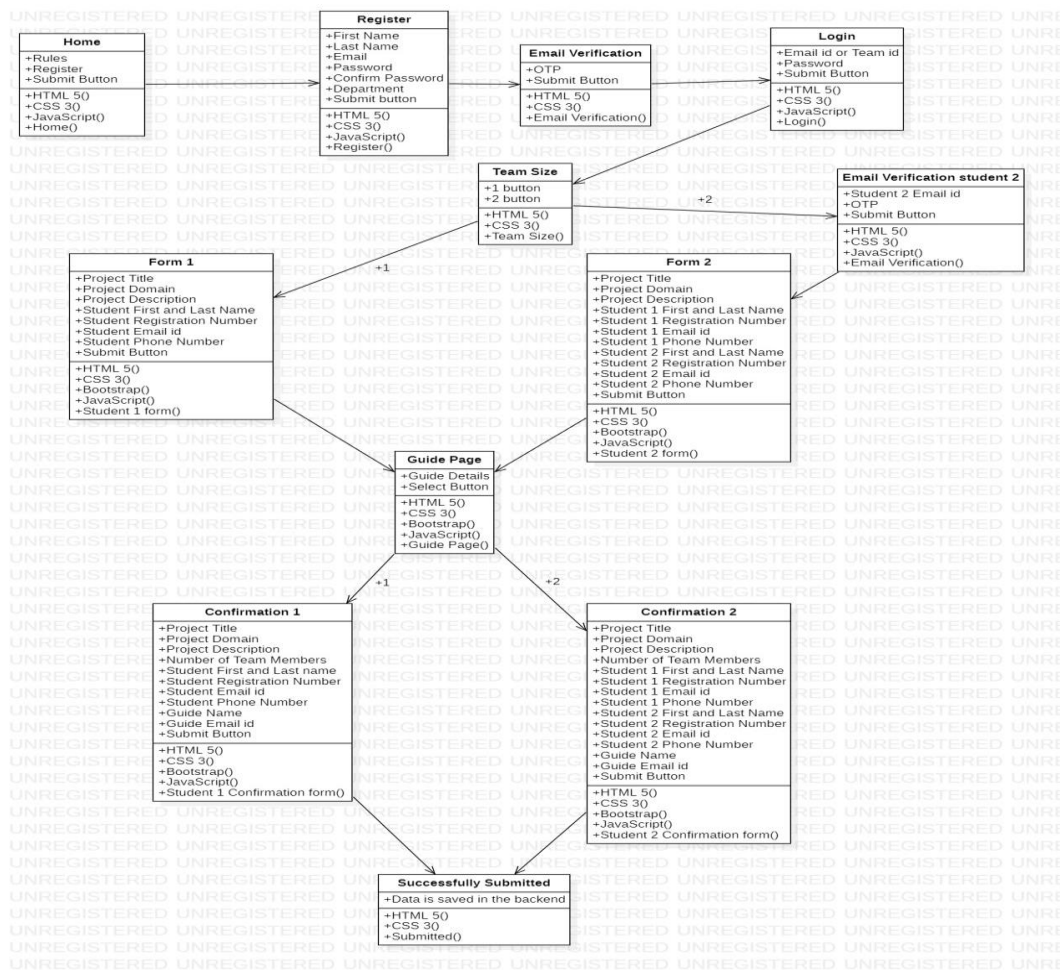 Home
+Rules
+Register
+Submit Button
+HTML 5()
+CSS 3()
+JavaScript()
+Home()
Register
+First Name
+Last Name
+Email
+Password
+Confirm Password
+Department
+Submit button
+HTML 5()
+CSS 3()
+JavaScript()
+Register()
Email Verification
+OTP
+Submit Button
+HTML 5()
+CSS 3()
+Email Verification()
Login
+Email id or Team id
+Password
+Submit Button
+HTML 5()
+CSS 3()
+JavaScript()
+Login()
Team Size
+1 button
+2 button
+HTML 5()
+CSS 3()
+Team Size()
+2
Email Verification student 2
+Student 2 Email id
+OTP
+Submit Button
+HTML 5()
+CSS 3()
+JavaScript()
+Email Verification()
+1
Form 1
+Project Title
+Project Domain
+Project Description
+Student First and Last Name
+Student Registration Number
+Student Email id
+Student Phone Number
+Submit Button
+HTML 5()
+CSS 3()
+Bootstrap()
+JavaScript()
+Student 1 form()
Form 2
+Project Title
+Project Domain
+Project Description
+Student 1 First and Last Name
+Student 1 Registration Number
+Student 1 Email id
+Student 1 Phone Number
+Student 2 First and Last Name
+Student 2 Registration Number
+Student 2 Email id
+Student 2 Phone Number
+Submit Button
+HTML 5()
+CSS 3()
+Bootstrap()
+JavaScript()
+Student 2 form()
Guide Page
+Guide Details
+Select Button
+HTML 5()
+CSS 3()
+Bootstrap()
+JavaScript()
+Guide Page()
+1
+2
Confirmation 1
+Project Title
+Project Domain
+Project Description
+Number of Team Members
+Student First and Last name
+Student Registration Number
+Student Email id
+Student Phone Number
+Guide Name
+Guide Email id
+Submit Button
+HTML 5()
+CSS 3()
+Bootstrap()
+JavaScript()
+Student 1 Confirmation form()
Confirmation 2
+Project Title
+Project Domain
+Project Description
+Number of Team Members
+Student 1 First and Last Name
+Student 1 Registration Number
+Student 1 Email id
+Student 1 Phone Number
+Student 2 First and Last Name
+Student 2 Registration Number
+Student 2 Email id
+Student 2 Phone Number
+Guide Name
+Guide Email id
+Submit Button
+HTML 5()
+CSS 3()
+Bootstrap()
+JavaScript()
+Student 2 Confirmation form()
Successfully Submitted
+Data is saved in the backend
+HTML 5()
+CSS 3()
+Submitted()
UNREGISTERED